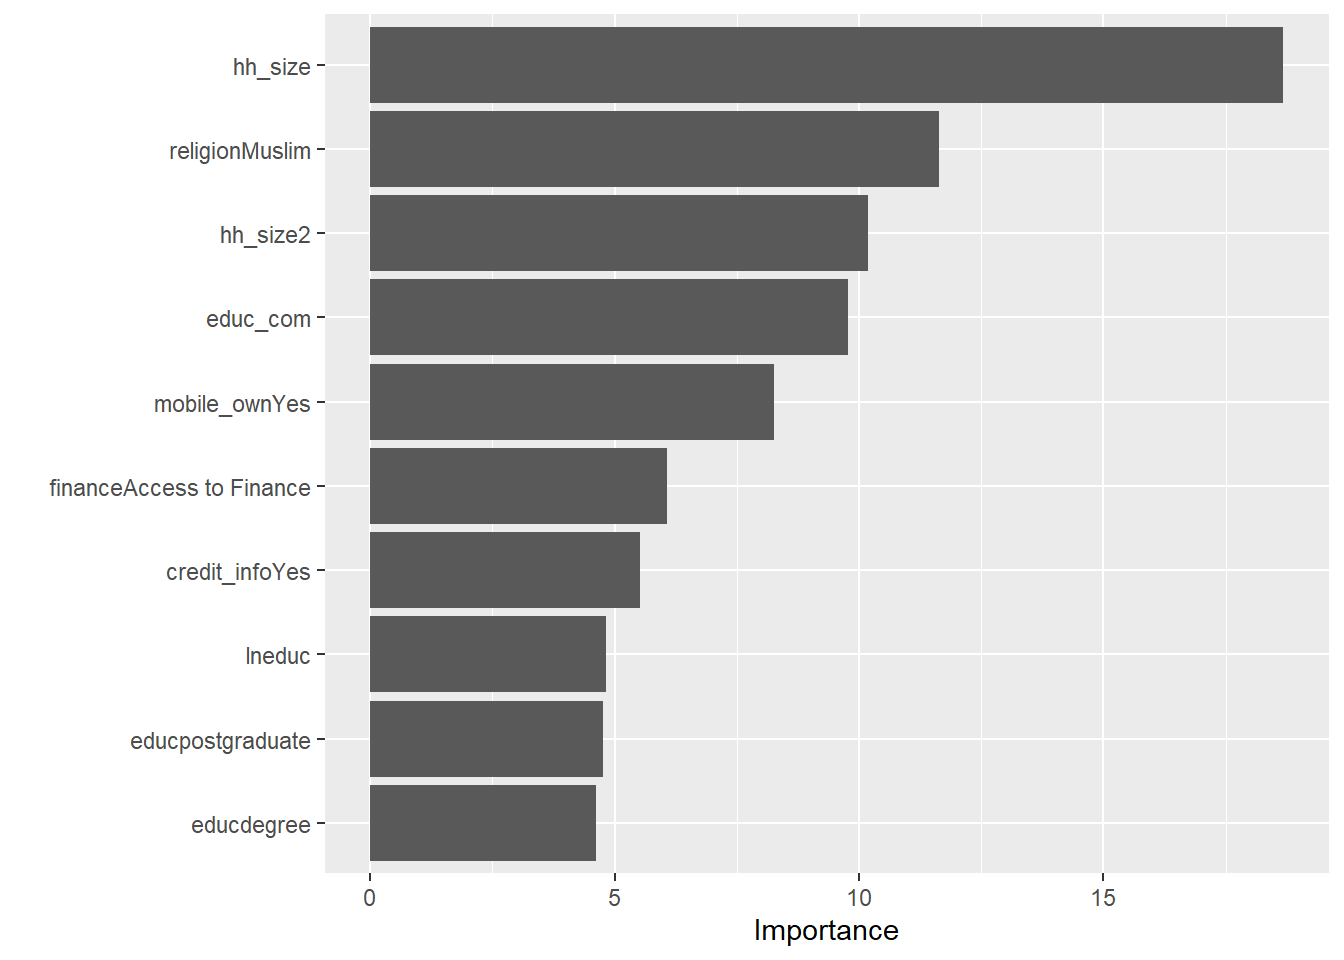 hh_size
religionMuslim
hh_size2
educ_com
mobile_ownYes
financeAccess to Finance
credit_infoYes
lneduc
educpostgraduate
educdegree
0 5 10 15
Importance